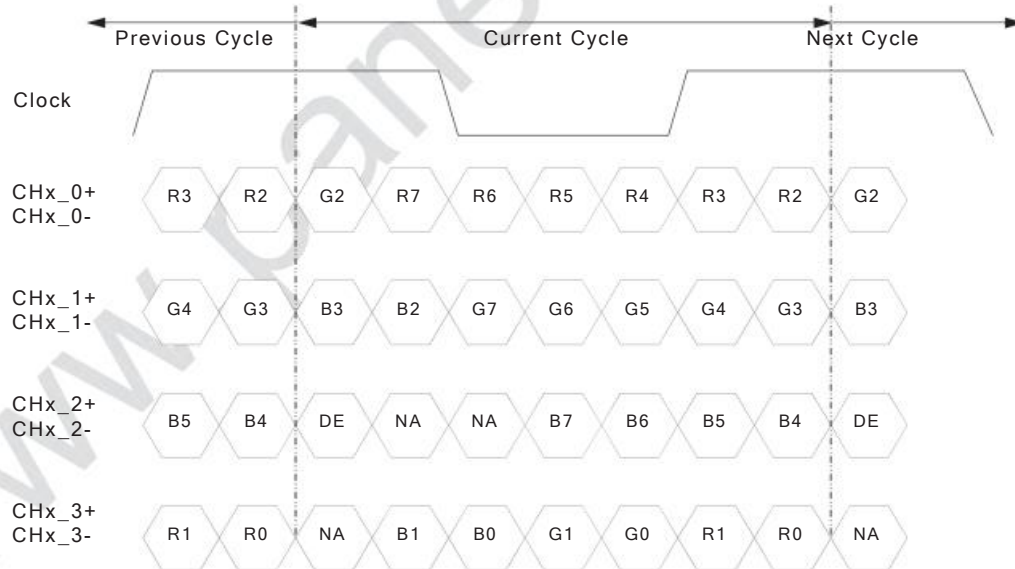 Previous Cycle Current Cycle Next Cycle
Clock
CHx_0+
CHx_0-
R3 R2 G2 R7 R6 R5 R4 R3 R2 G2
CHx_1+
CHx_1-
G4 G3 B3 B2 G7 G6 G5 G4 G3 B3
CHx_2+
CHx_2-
B5 B4 DE NA NA B7 B6 B5 B4 DE
CHx_3+
CHx_3-
R1 R0 NA B1 B0 G1 G0 R1 R0 NA
www.pane